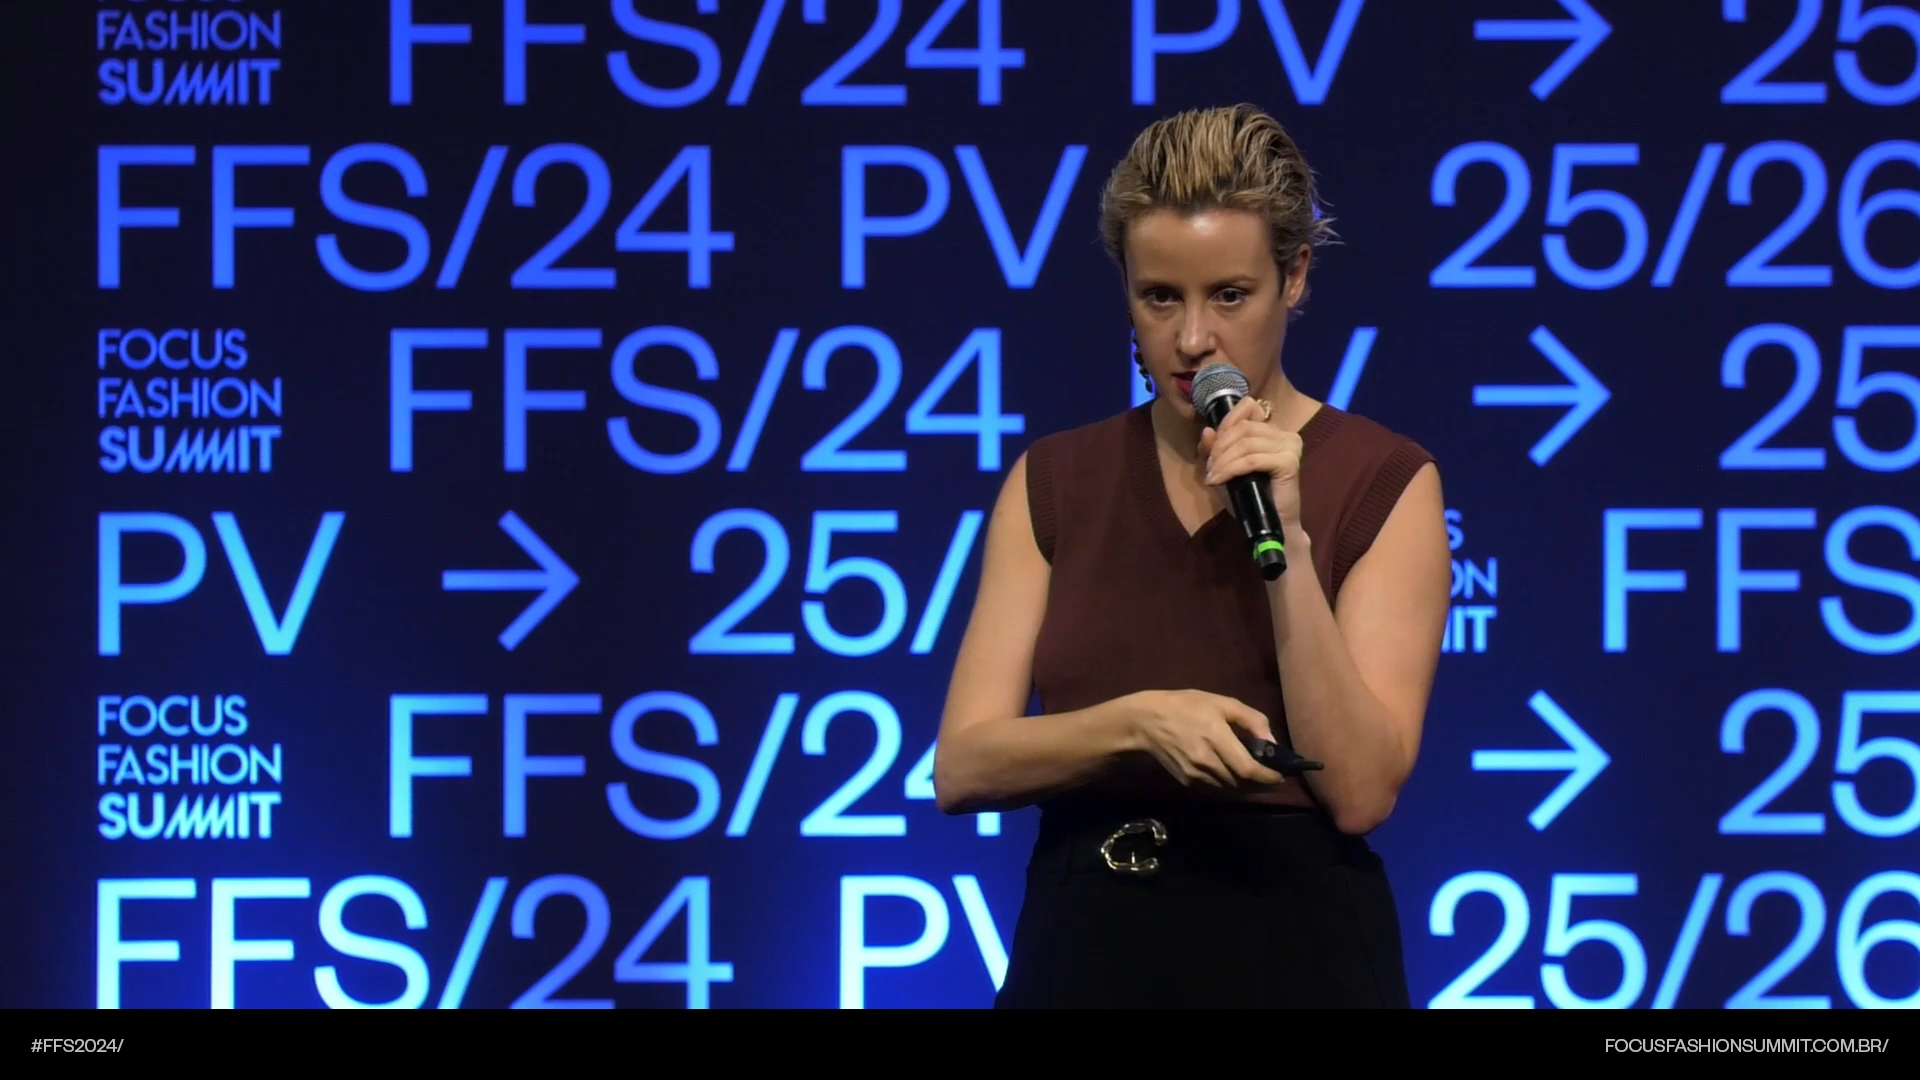 FASHION
SUMMIT
FFS/24 PV → 25
FFS/24 PV 25/26
FOCUS
FASHION
SUMMIT
FFS/24 → 25
PV → 25/
FFS
FOCUS
FASHION
SUMMIT
FFS/24 → 25
FFS/24 PV 25/26
#FFS2024/
FOCUSFASHIONSUMMIT.COM.BR/